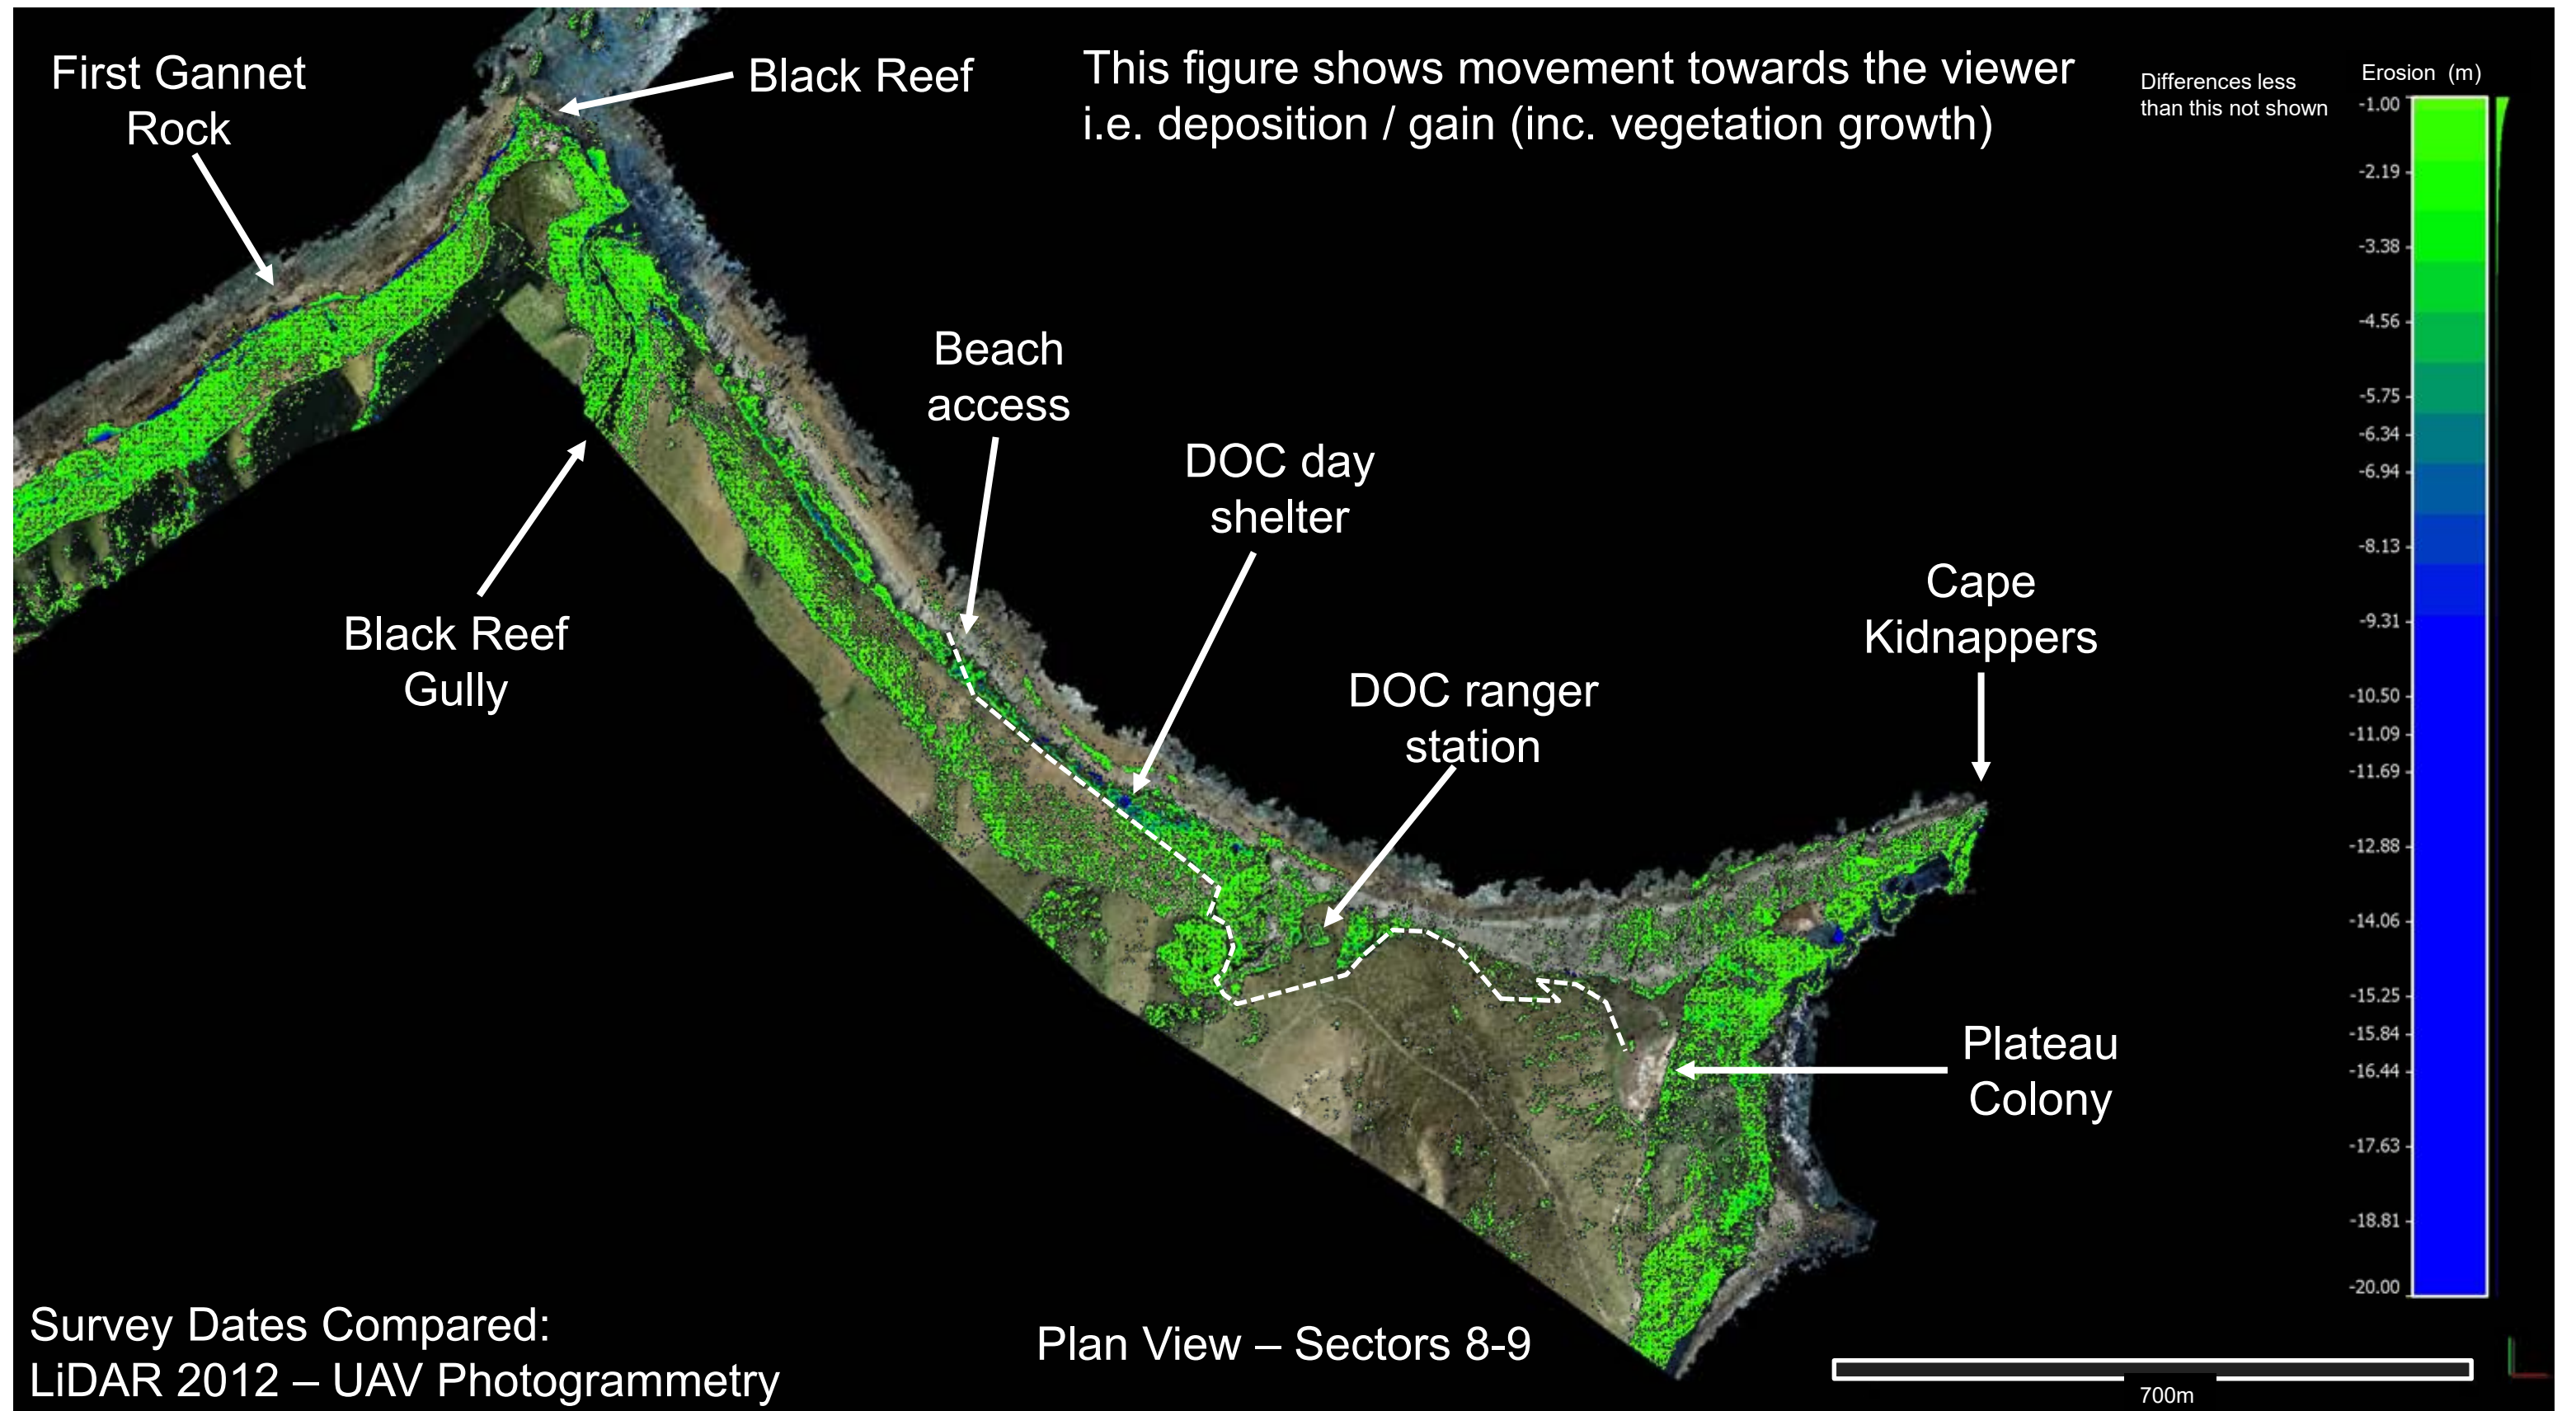 First Gannet
Rock
Black Reef
This figure shows movement towards the viewer
i.e. deposition / gain (inc. vegetation growth)
Differences less
than this not shown
Erosion (m)
-1.00
-2.19
-3.38
-4.56
-5.75
-6.34
-6.94
-8.13
-9.31
-10.50
-11.09
-11.69
-12.88
-14.06
-15.25
-15.84
-16.44
-17.63
-18.81
-20.00
Beach
access
DOC day
shelter
Black Reef
Gully
DOC ranger
station
Cape
Kidnappers
Plateau
Colony
Survey Dates Compared:
LiDAR 2012 – UAV Photogrammetry
Plan View – Sectors 8-9
700m